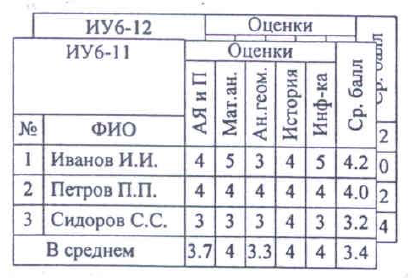 ИУ6-12 Оценки
ИУ6-11 Оценки
№ ФИО АЯ и П Мат.ан. Ан.геом. История Инф-ка Ср. балл Ср. балл
2
1 Иванов И.И. 4 5 3 4 5 4.2 0
2 Петров П.П. 4 4 4 4 4 4.0 2
3 Сидоров С.С. 3 3 3 4 3 3.2 4
В среднем 3.7 4 3.3 4 4 3.4